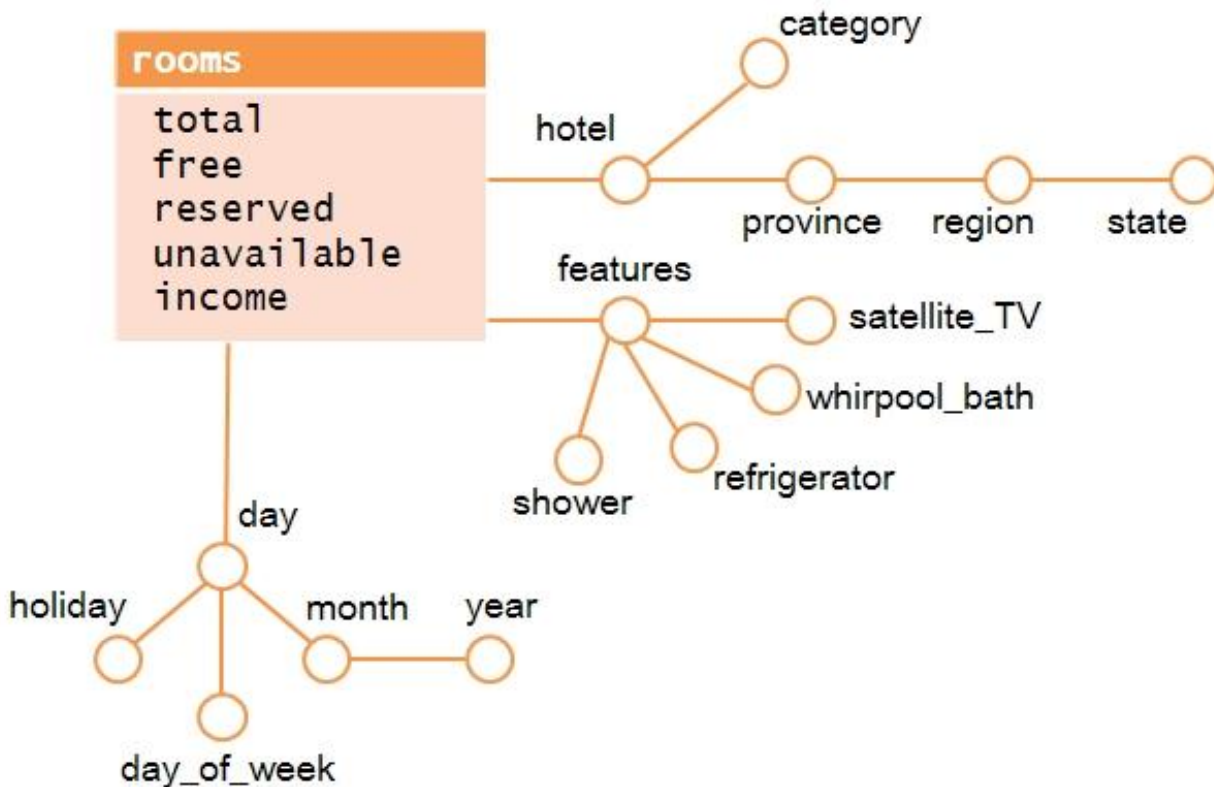 rooms
total
free
reserved
unavailable
income
category
hotel
province
region
state
features
satellite_TV
whirpool_bath
refrigerator
shower
day
holiday
month
year
day_of_week